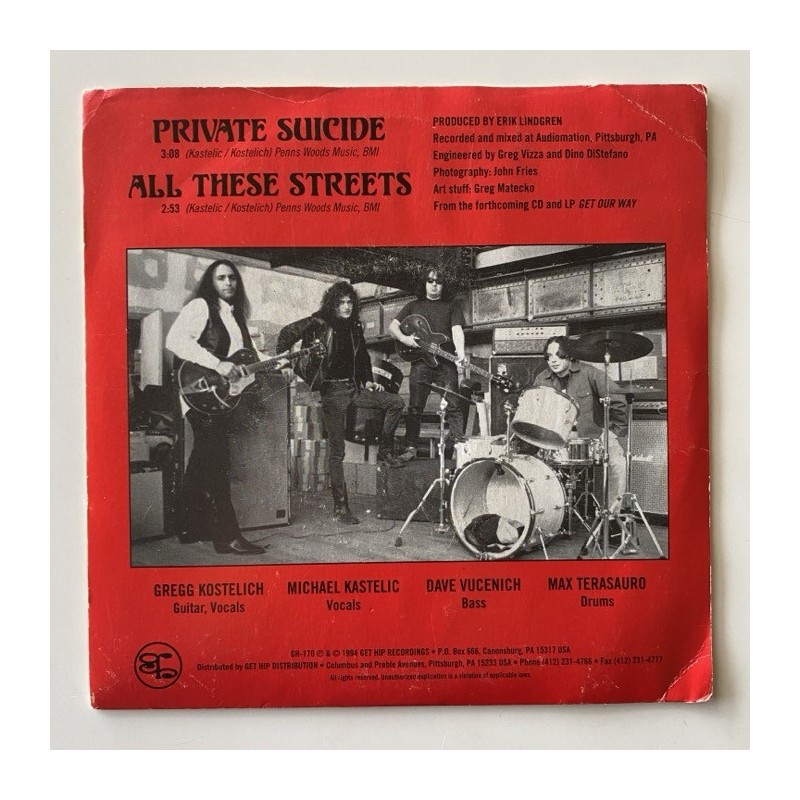 PRIVATE SUICIDE
3:08 (Kastelic / Kostelich) Penns Woods Music, BMI
ALL THESE STREETS
2:53 (Kastelic / Kostelich) Penns Woods Music, BMI
PRODUCED BY ERIK LINDGREN
Recorded and mixed at Audiomation, Pittsburgh, PA
Engineered by Greg Vizza and Dino DiStefano
Photography: John Fries
Art stuff: Greg Matecko
From the forthcoming CD and LP GET OUR WAY
GREGG KOSTELICH
Guitar, Vocals
MICHAEL KASTELIC
Vocals
DAVE VUCENICH
Bass
MAX TERASAURO
Drums
GH-170 ℗ & © 1994 GET HIP RECORDINGS • P.O. Box 666, Canonsburg, PA 15317 USA
Distributed by GET HIP DISTRIBUTION • Columbus and Preble Avenues, Pittsburgh, PA 15233 USA • Phone (412) 231-4766 • Fax (412) 231-4777
All rights reserved. Unauthorized duplication is a violation of applicable laws.